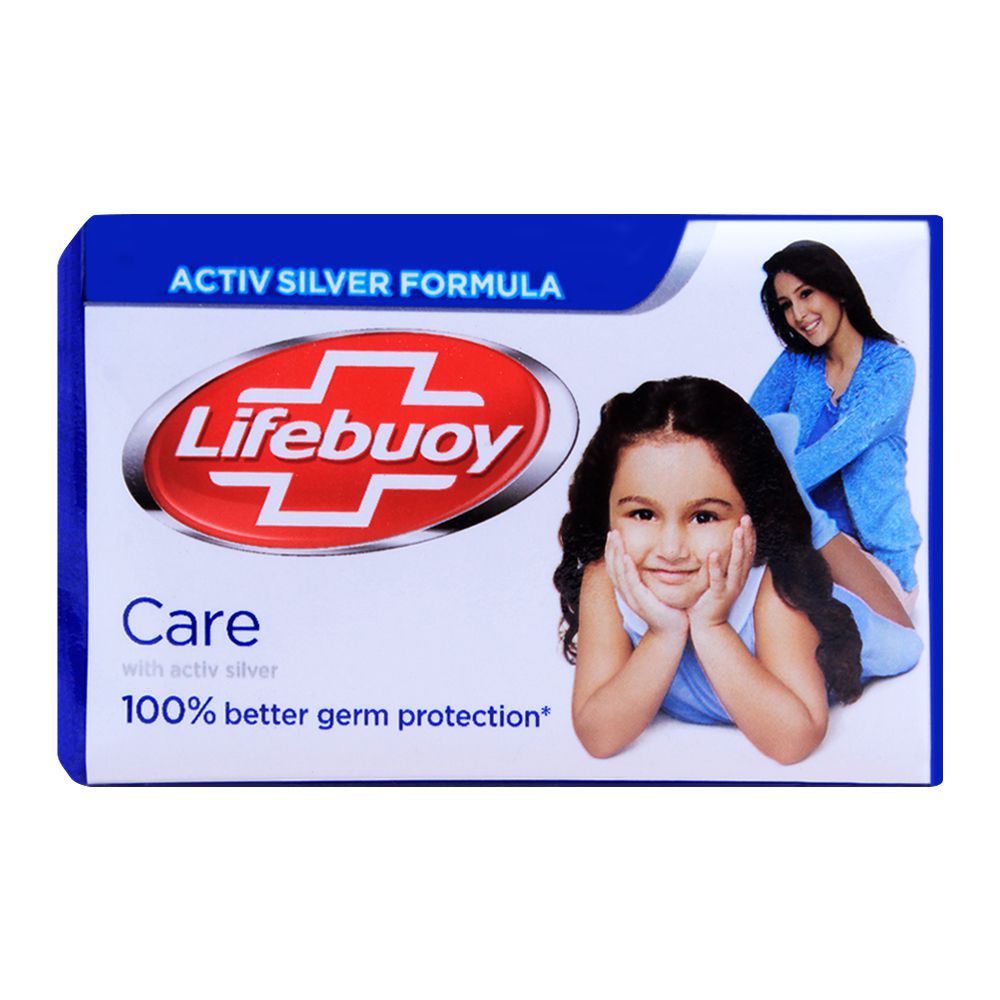 ACTIV SILVER FORMULA
Lifebuoy
Care
with activ silver
100% better germ protection*